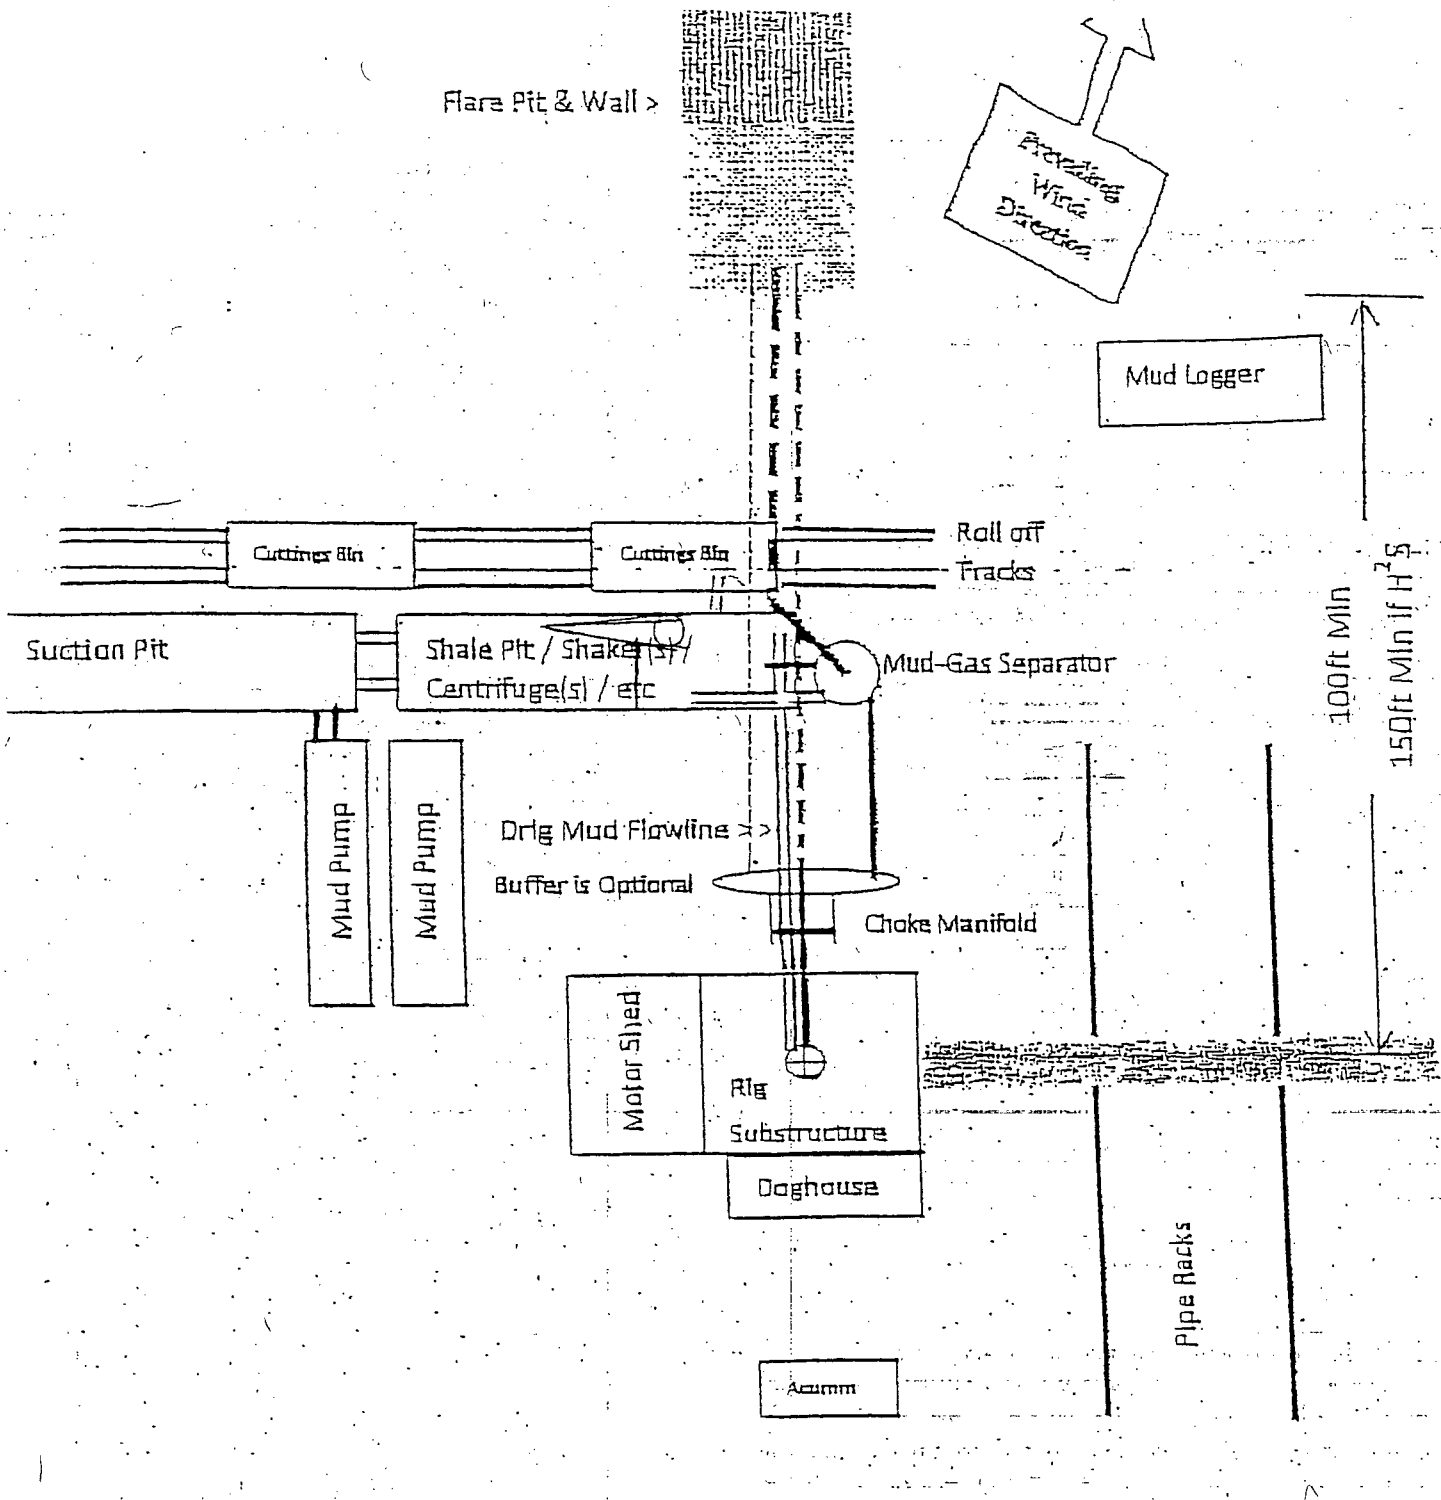 Flare Pit & Wall >
Prevailing
Wind
Direction
Mud Logger
Cuttings Bin
Cuttings Bin
Roll off
Tracks
100ft Min
150ft Min if H2S
Suction Pit
Shale Pit / Shaker(s) /
Centrifuge(s) / etc
Mud-Gas Separator
Mud Pump
Mud Pump
Drlg Mud Flowline >>
Buffer is Optional
Choke Manifold
Motor Shed
Rig
Substructure
Doghouse
Pipe Racks
Acumm